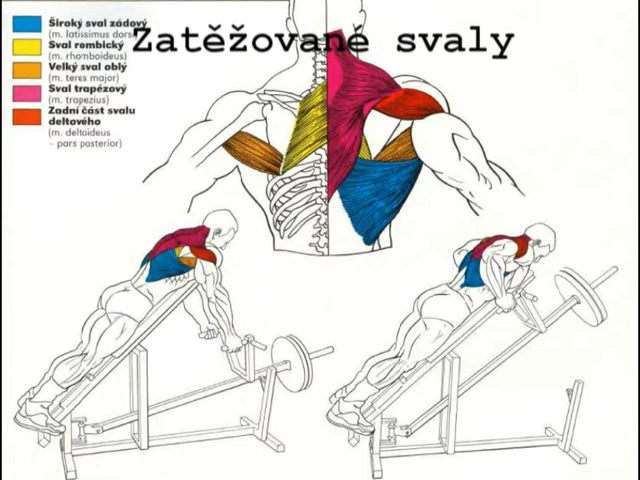 Zatěžované svaly
Široký sval zádový
(m. latissimus dorsi)
Sval rombický
(m. rhomboideus)
Velký sval oblý
(m. teres major)
Sval trapézový
(m. trapezius)
Zadní část svalu
deltového
(m. deltoideus
– pars posterior)